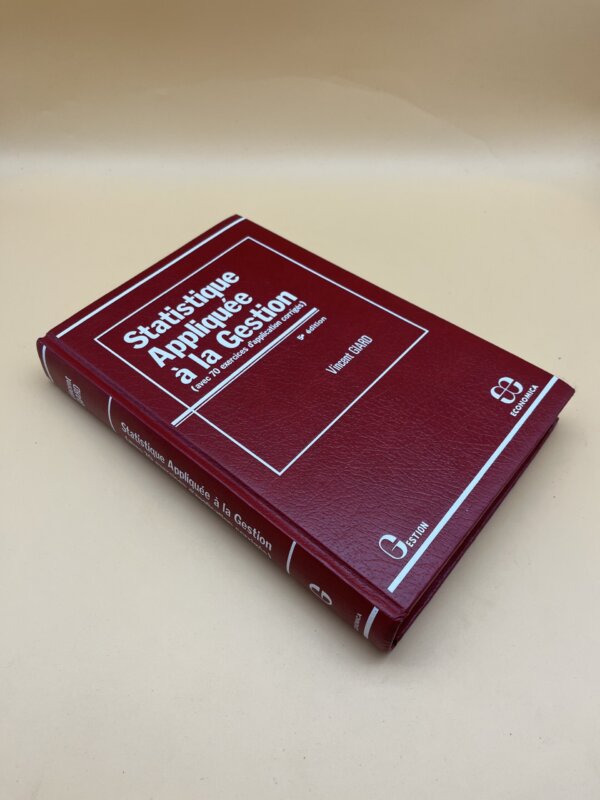 Statistique
Appliquée
à la Gestion
(avec 70 exercices d'application corrigés)
5e édition
Vincent GIARD
ECONOMICA
GESTION
GIARD
Statistique Appliquée à la Gestion
G